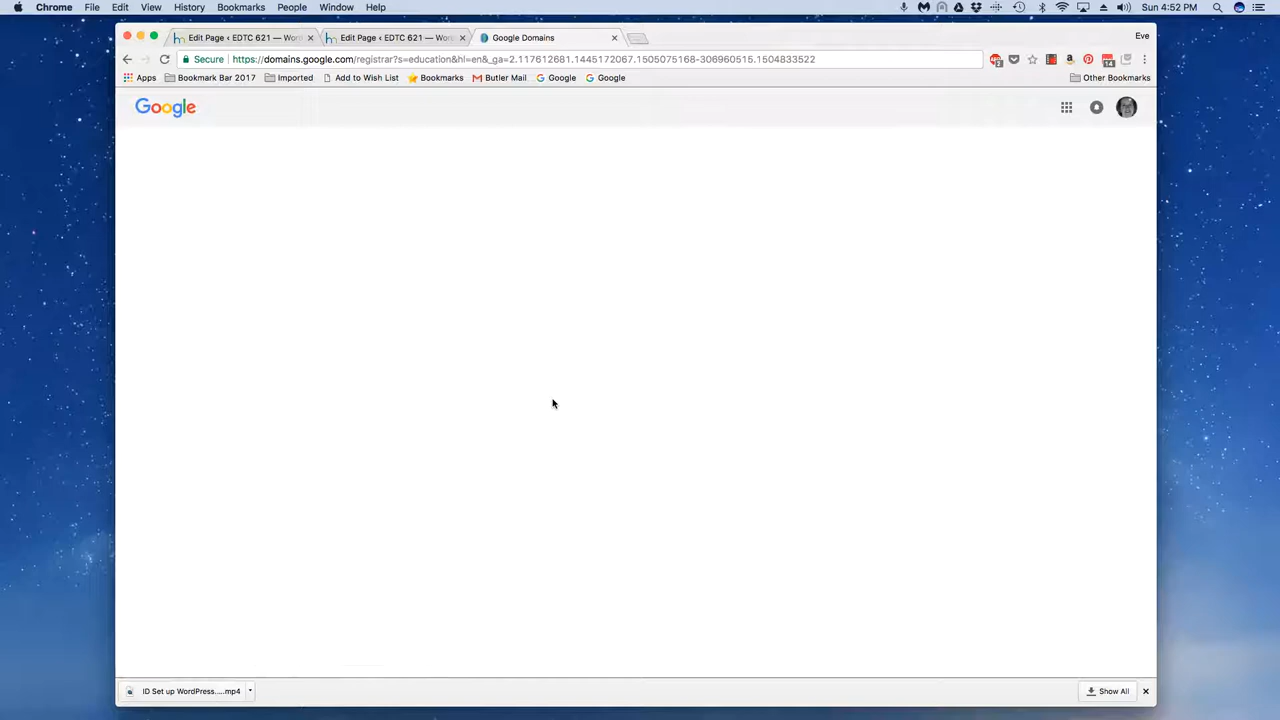 Chrome File Edit View History Bookmarks People Window Help Sun 4:52 PM
Edit Page ‹ EDTC 621 — Wor Edit Page ‹ EDTC 621 — Wor Google Domains Eve
Secure https://domains.google.com/registrar?s=education&hl=en&_ga=2.117612681.1445172067.1505075168-306960515.1504833522
Apps Bookmark Bar 2017 Imported Add to Wish List Bookmarks Butler Mail Google Google Other Bookmarks
Google
ID Set up WordPress....mp4 Show All